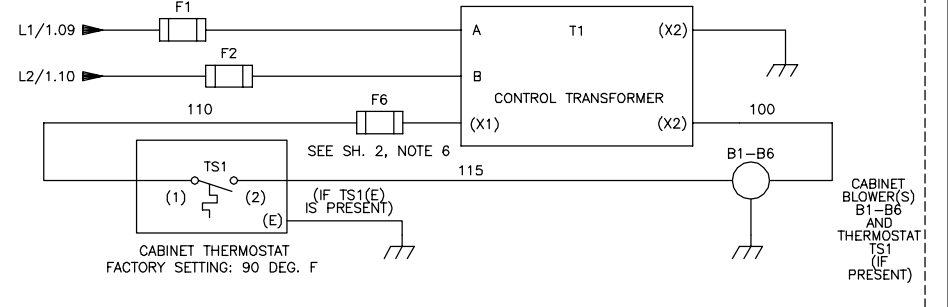 F1
L1/1.09
A
T1
(X2)
F2
L2/1.10
B
CONTROL TRANSFORMER
110
F6
(X1)
(X2)
100
SEE SH. 2, NOTE 6
115
B1-B6
TS1
(1)
(2)
(IF TS1(E)
IS PRESENT)
(E)
CABINET THERMOSTAT
FACTORY SETTING: 90 DEG. F
CABINET
BLOWER(S)
B1-B6
AND
THERMOSTAT
TS1
(IF
PRESENT)